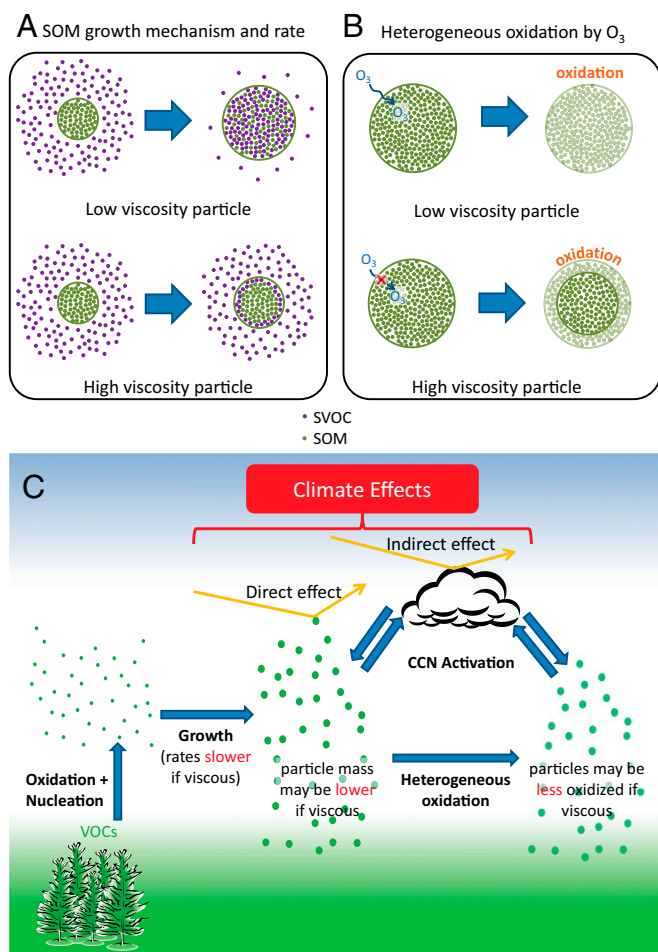 A
SOM growth mechanism and rate
Low viscosity particle
High viscosity particle
B
Heterogeneous oxidation by O₃
O₃
O₃
oxidation
Low viscosity particle
O₃
O₃
oxidation
High viscosity particle
SVOC
SOM
C
Climate Effects
Indirect effect
Direct effect
CCN Activation
Growth
(rates slower
if viscous)
Oxidation +
Nucleation
VOCs
particle mass
may be lower
if viscous
Heterogeneous
oxidation
particles may be
less oxidized if
viscous